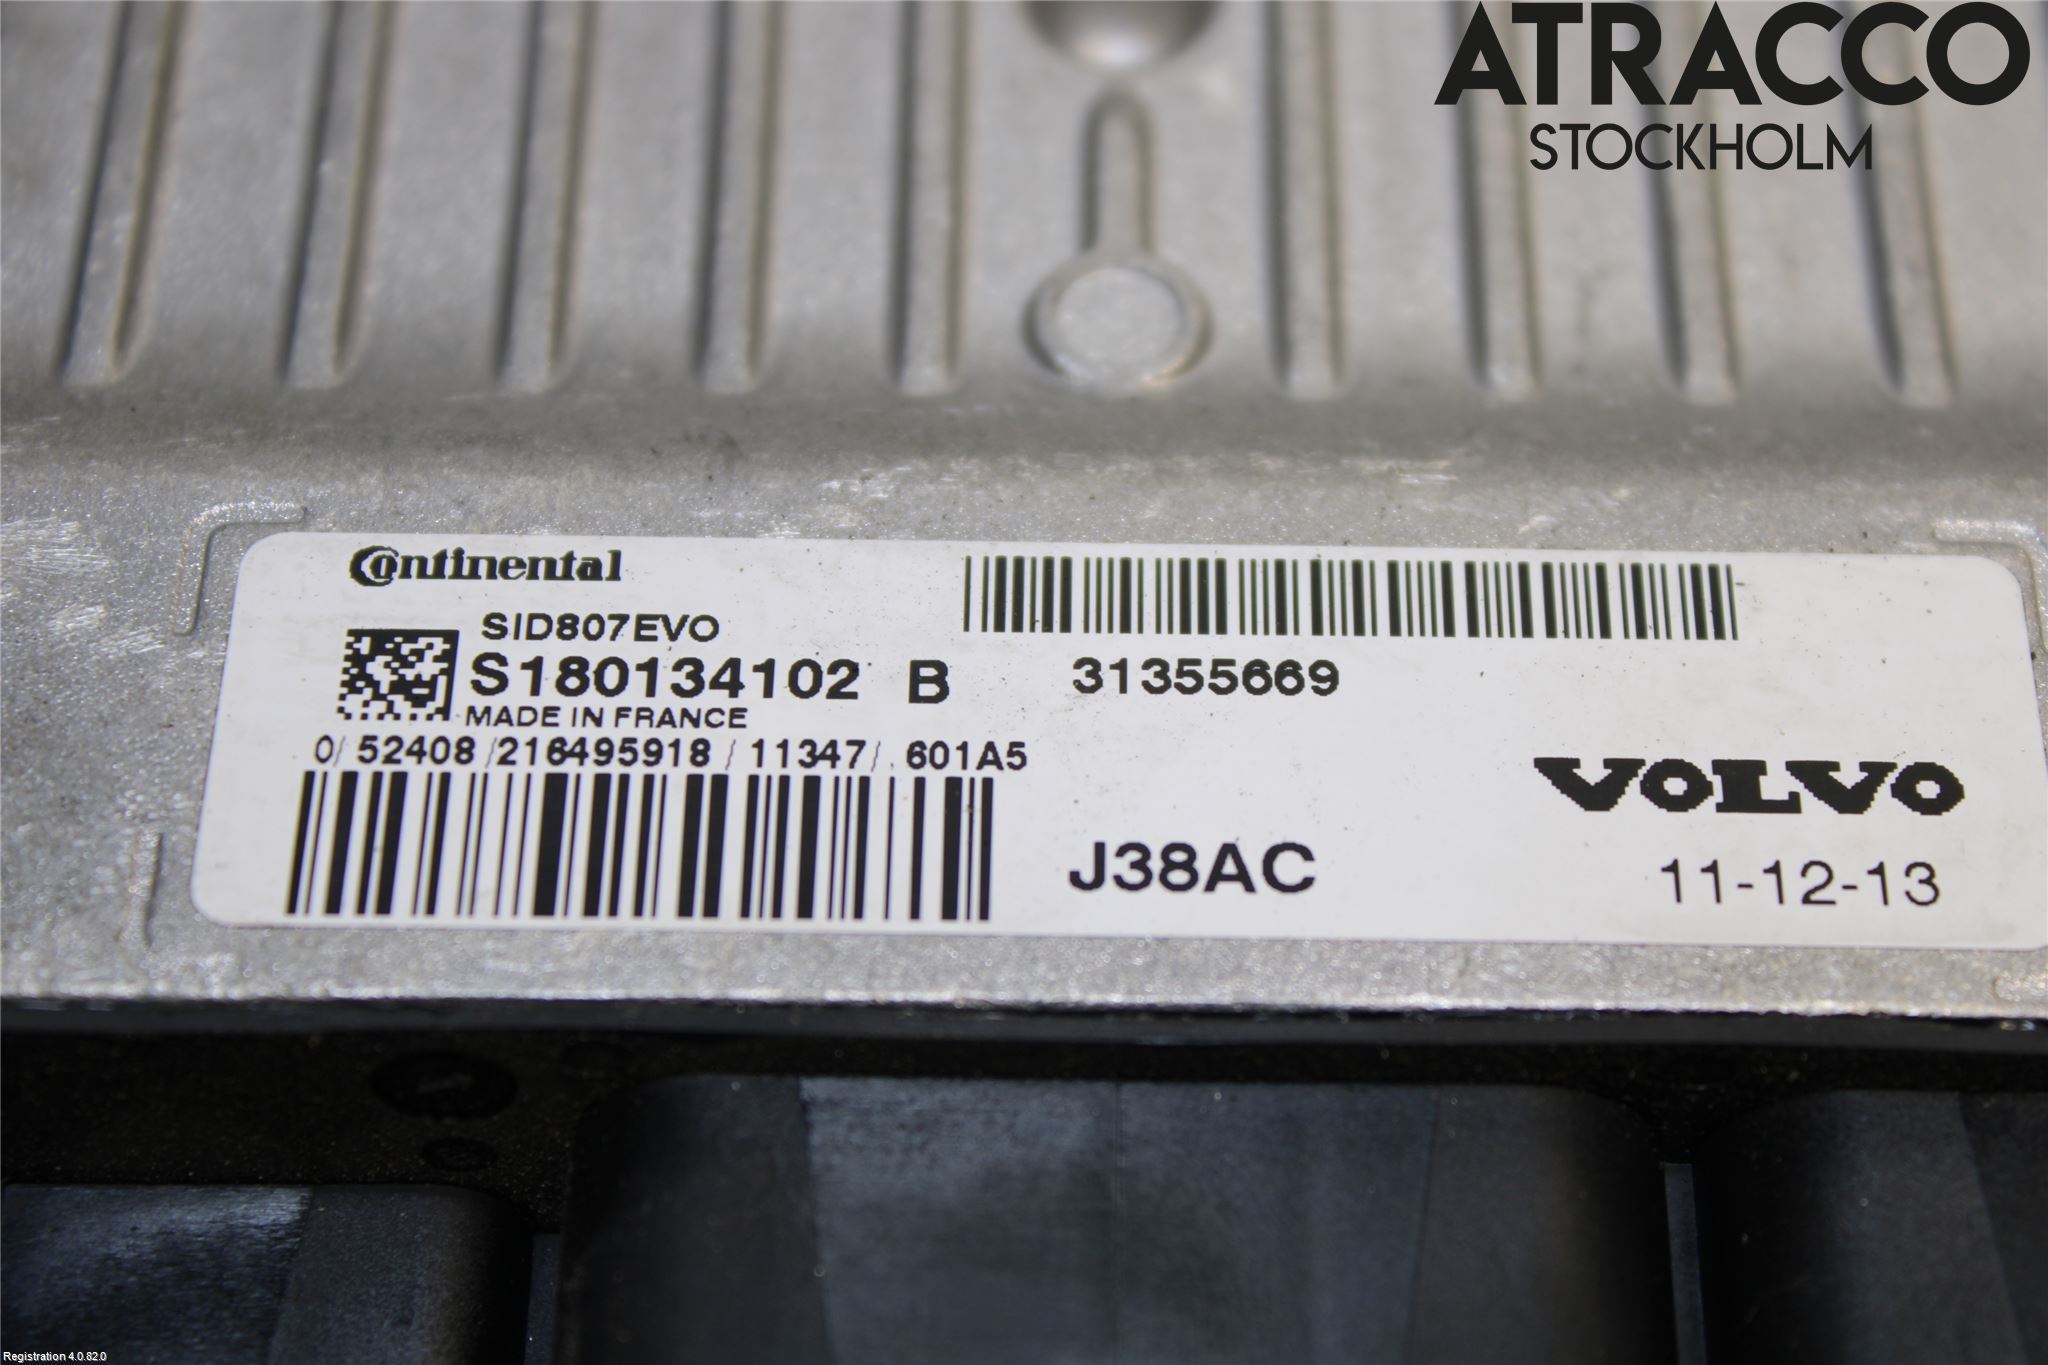 ATRACCO
STOCKHOLM
Continental
SID807EVO
S180134102 B
31355669
MADE IN FRANCE
0/ 52408 /216495918 / 11347/ 601A5
VOLVO
J38AC
11-12-13
Registration 4.0.82.0